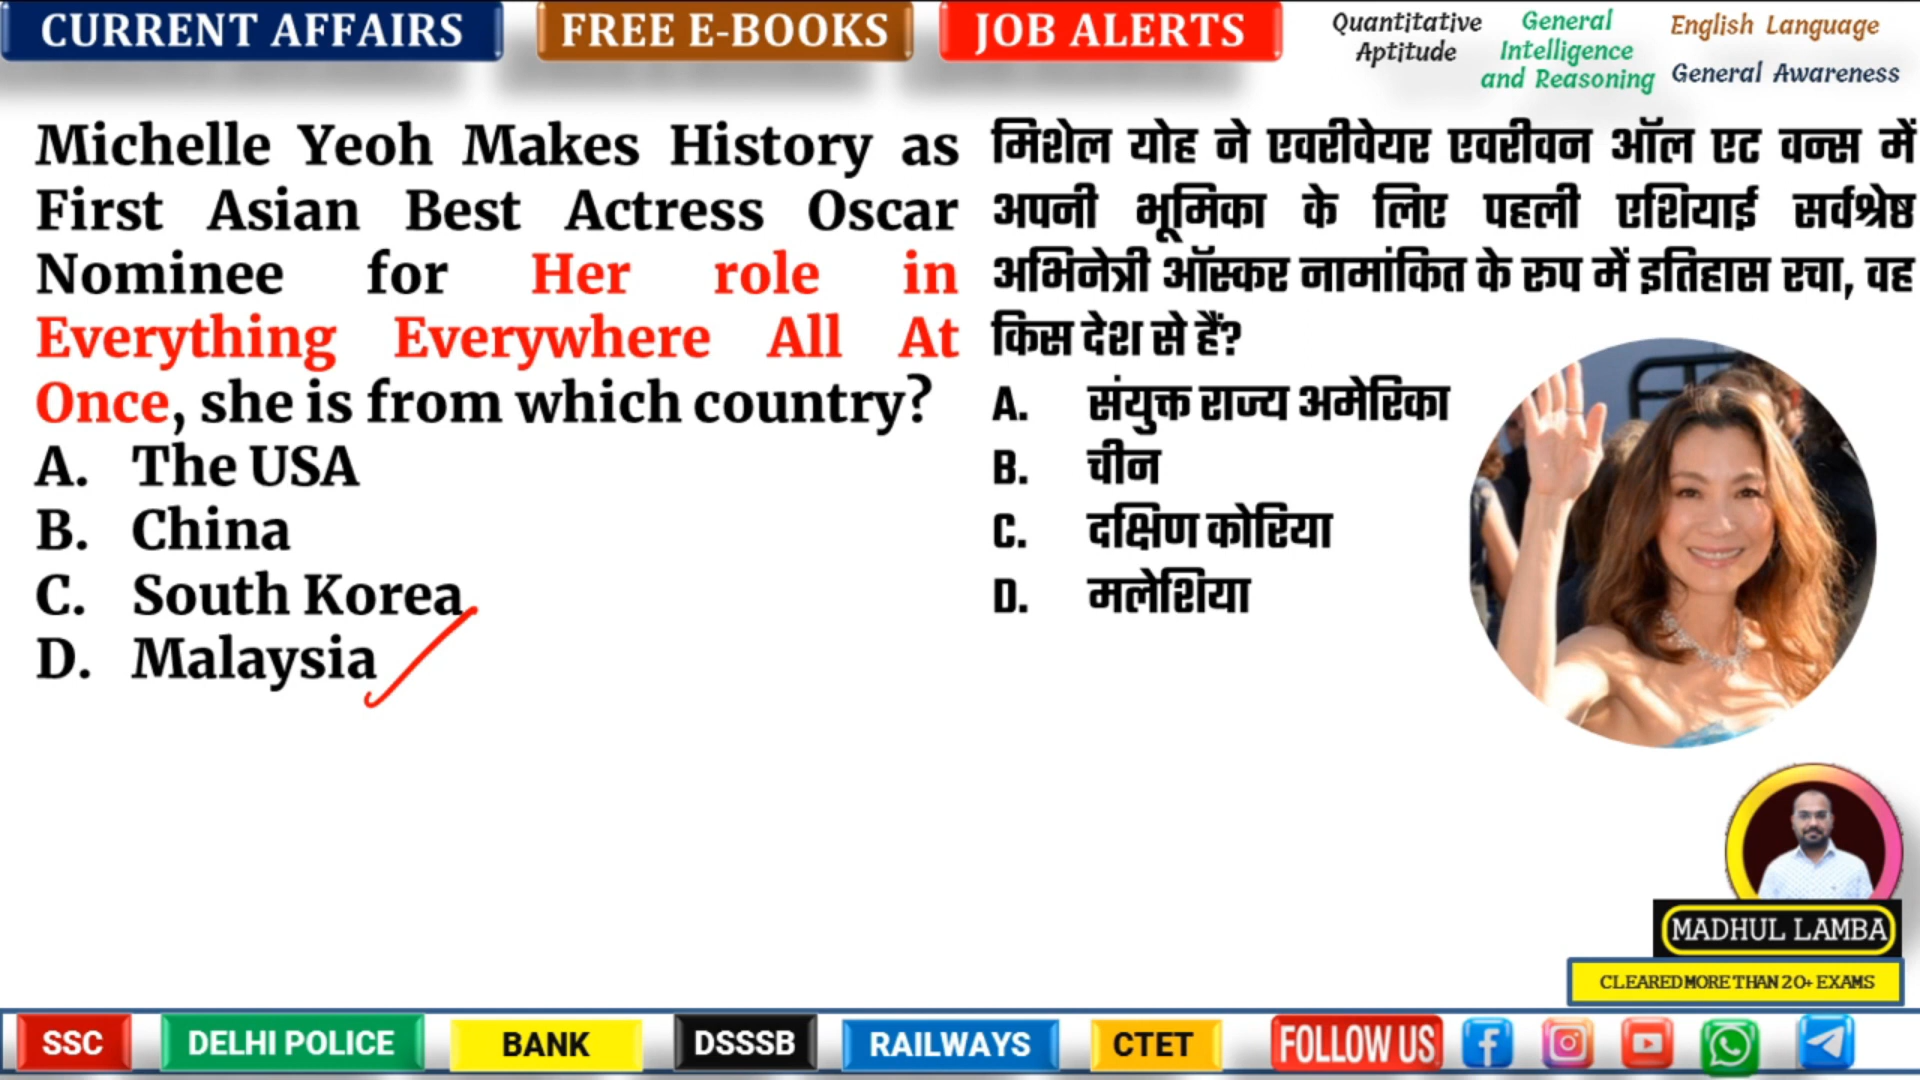 CURRENT AFFAIRS
FREE E-BOOKS
JOB ALERTS
Quantitative
Aptitude
General
Intelligence
and Reasoning
English Language
General Awareness
Michelle Yeoh Makes History as
First Asian Best Actress Oscar
Nominee for Her role in
Everything Everywhere All At
Once, she is from which country?
A. The USA
B. China
C. South Korea
D. Malaysia
मिशेल योह ने एवरीवेयर एवरीवन ऑल एट वन्स में
अपनी भूमिका के लिए पहली एशियाई सर्वश्रेष्ठ
अभिनेत्री ऑस्कर नामांकित के रूप में इतिहास रचा, वह
किस देश से हैं?
A. संयुक्त राज्य अमेरिका
B. चीन
C. दक्षिण कोरिया
D. मलेशिया
MADHUL LAMBA
CLEARED MORE THAN 20+ EXAMS
SSC
DELHI POLICE
BANK
DSSSB
RAILWAYS
CTET
FOLLOW US